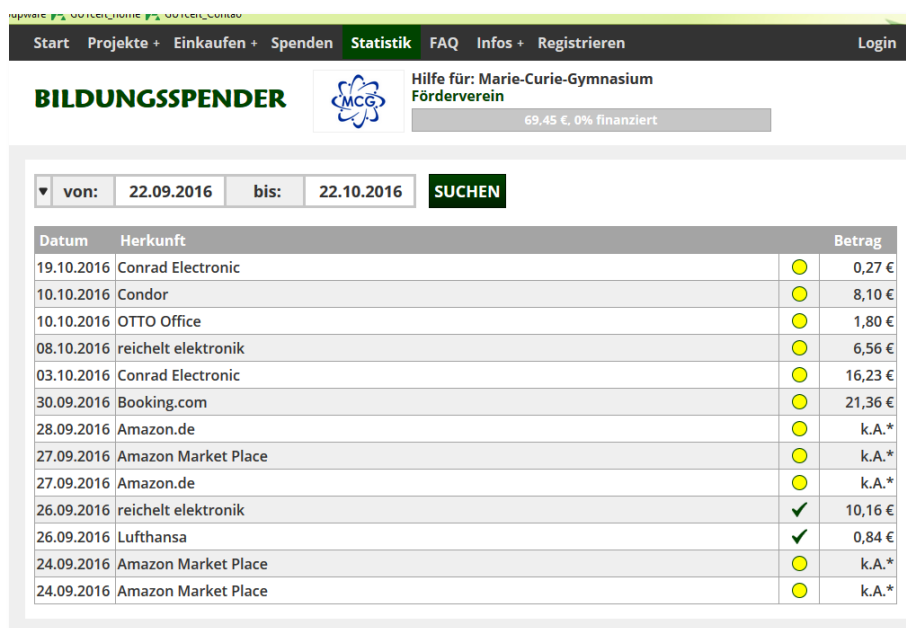 GoYceit_home GoYceit_Contao
Start Projekte + Einkaufen + Spenden Statistik FAQ Infos + Registrieren Login
BILDUNGSSPENDER
MCG
Hilfe für: Marie-Curie-Gymnasium
Förderverein
69,45 €, 0% finanziert
von: 22.09.2016 bis: 22.10.2016 SUCHEN
Datum Herkunft Betrag
19.10.2016 Conrad Electronic 0,27 €
10.10.2016 Condor 8,10 €
10.10.2016 OTTO Office 1,80 €
08.10.2016 reichelt elektronik 6,56 €
03.10.2016 Conrad Electronic 16,23 €
30.09.2016 Booking.com 21,36 €
28.09.2016 Amazon.de k.A.*
27.09.2016 Amazon Market Place k.A.*
27.09.2016 Amazon.de k.A.*
26.09.2016 reichelt elektronik 10,16 €
26.09.2016 Lufthansa 0,84 €
24.09.2016 Amazon Market Place k.A.*
24.09.2016 Amazon Market Place k.A.*